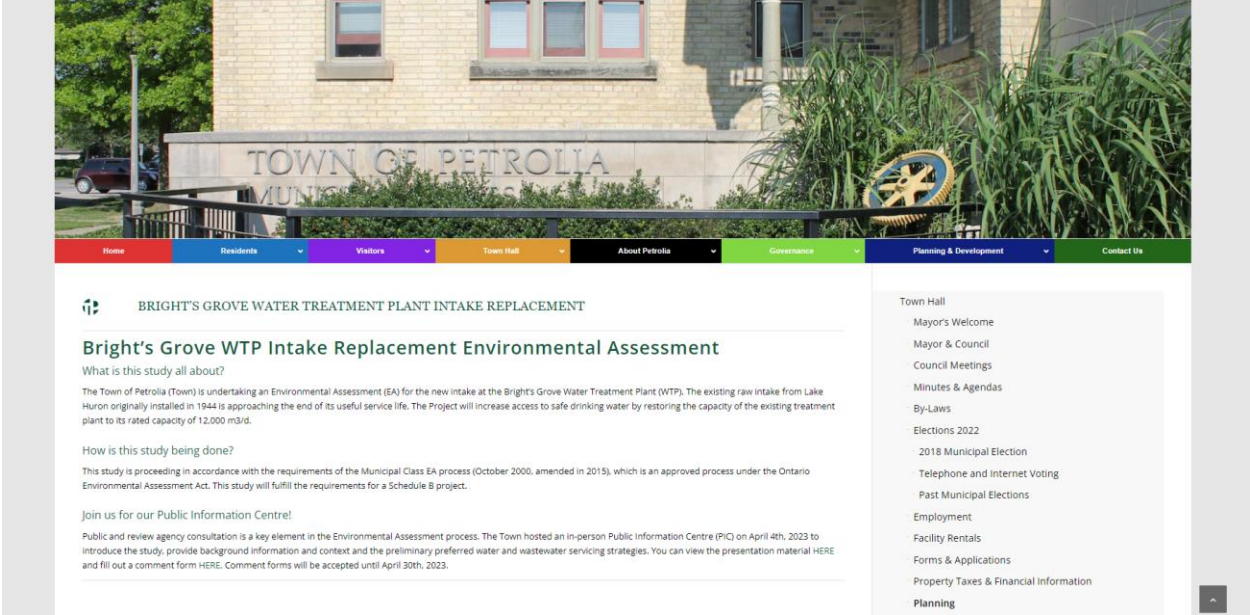 TOWN OF PETROLIA
Home
Residents
Visitors
Town Hall
About Petrolia
Governance
Planning & Development
Contact Us
BRIGHT'S GROVE WATER TREATMENT PLANT INTAKE REPLACEMENT
Bright's Grove WTP Intake Replacement Environmental Assessment
What is this study all about?
The Town of Petrolia (Town) is undertaking an Environmental Assessment (EA) for the new intake at the Bright's Grove Water Treatment Plant (WTP). The existing raw intake from Lake
Huron originally installed in 1944 is approaching the end of its useful service life. The Project will increase access to safe drinking water by restoring the capacity of the existing treatment
plant to its rated capacity of 12,000 m3/d.
How is this study being done?
This study is proceeding in accordance with the requirements of the Municipal Class EA process (October 2000, amended in 2015), which is an approved process under the Ontario
Environmental Assessment Act. This study will fulfill the requirements for a Schedule B project.
Join us for our Public Information Centre!
Public and review agency consultation is a key element in the Environmental Assessment process. The Town hosted an in-person Public Information Centre (PIC) on April 4th, 2023 to
introduce the study, provide background information and context and the preliminary preferred water and wastewater servicing strategies. You can view the presentation material HERE
and fill out a comment form HERE. Comment forms will be accepted until April 30th, 2023.
Town Hall
Mayor's Welcome
Mayor & Council
Council Meetings
Minutes & Agendas
By-Laws
Elections 2022
2018 Municipal Election
Telephone and Internet Voting
Past Municipal Elections
Employment
Facility Rentals
Forms & Applications
Property Taxes & Financial Information
Planning